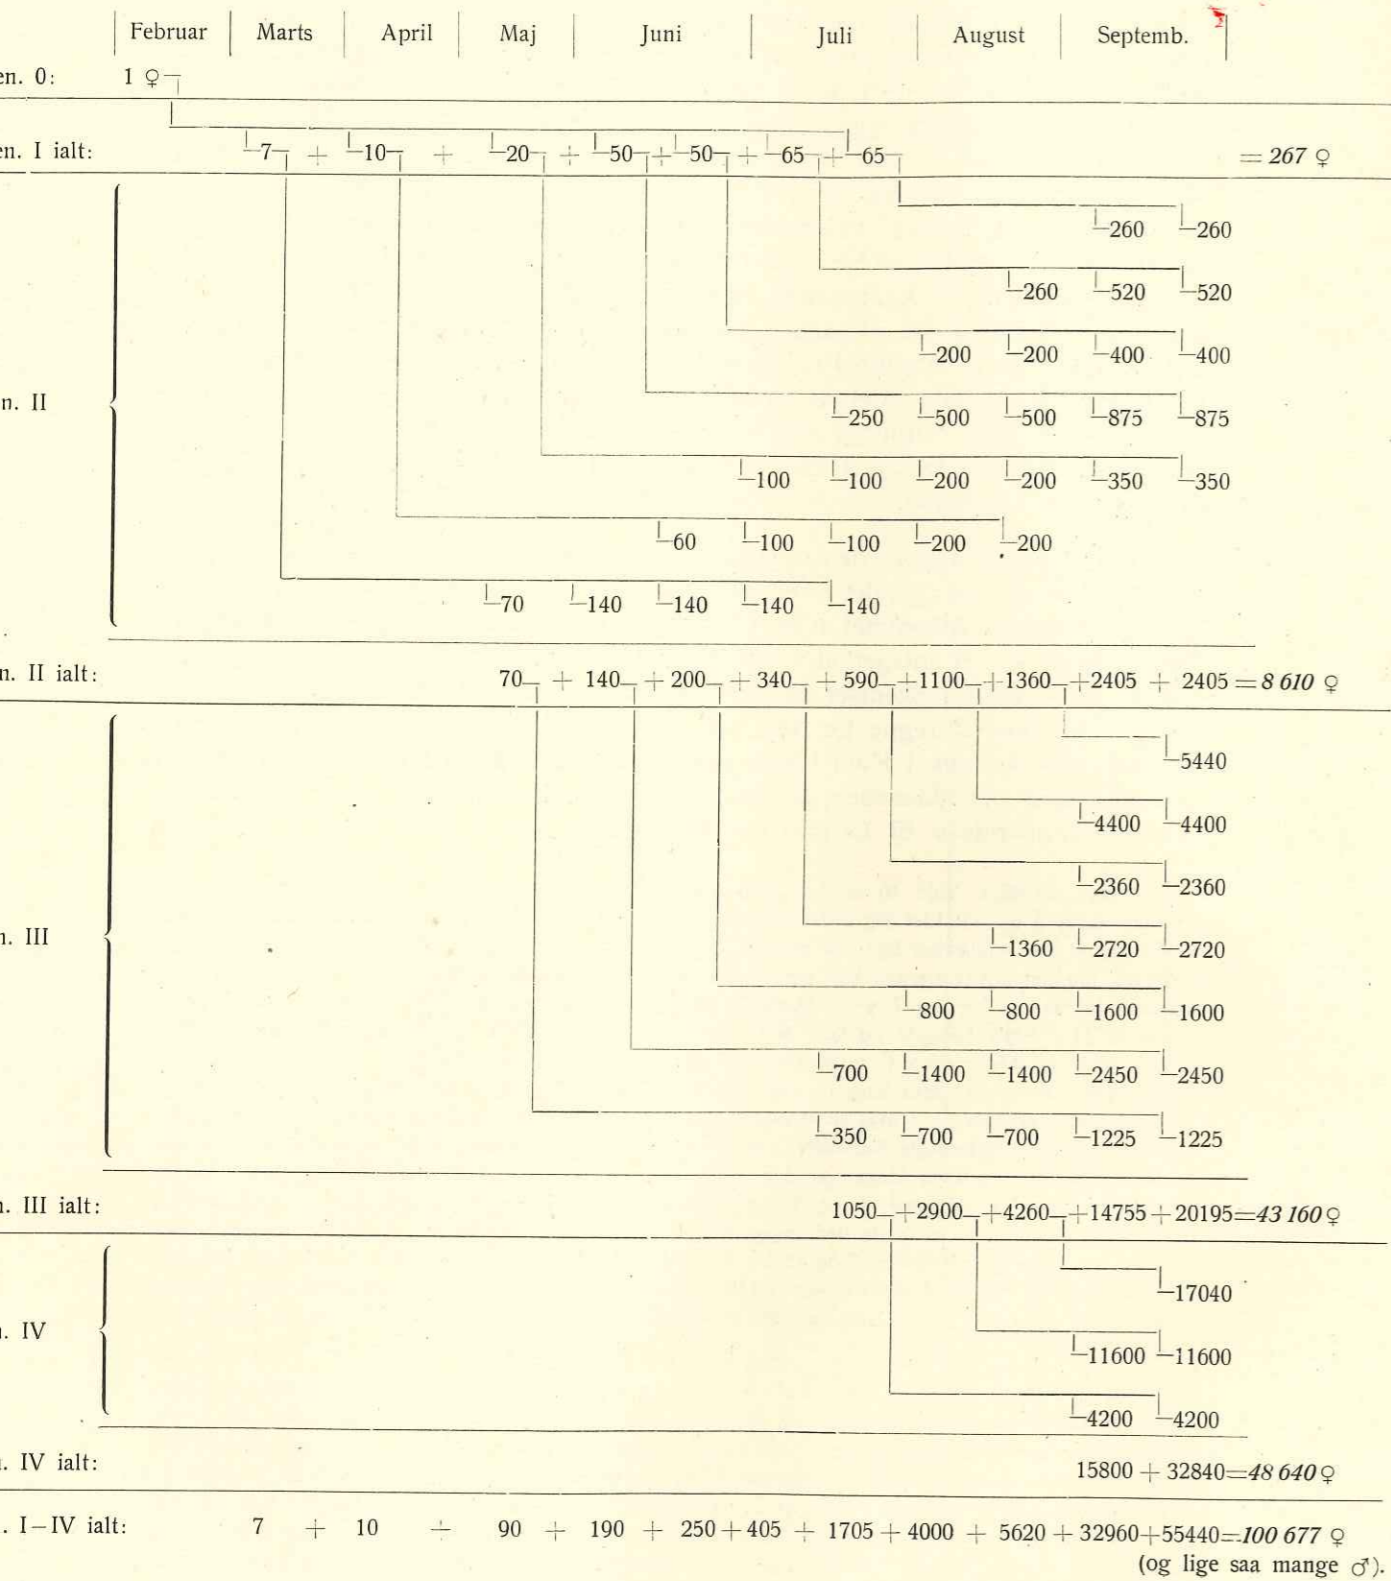 Februar Marts April Maj Juni Juli August Septemb.
en. 0: 1 ♀
en. I ialt: 7 + 10 + 20 + 50 + 50 + 65 + 65 = 267 ♀
260 260
260 520 520
200 200 400 400
n. II 250 500 500 875 875
100 100 200 200 350 350
60 100 100 200 200
70 140 140 140 140
n. II ialt: 70 + 140 + 200 + 340 + 590 + 1100 + 1360 + 2405 + 2405 = 8 610 ♀
5440
4400 4400
2360 2360
n. III 1360 2720 2720
800 800 1600 1600
700 1400 1400 2450 2450
350 700 700 1225 1225
n. III ialt: 1050 + 2900 + 4260 + 14755 + 20195 = 43 160 ♀
17040
n. IV 11600 11600
4200 4200
n. IV ialt: 15800 + 32840 = 48 640 ♀
. I–IV ialt: 7 + 10 + 90 + 190 + 250 + 405 + 1705 + 4000 + 5620 + 32960 + 55440 = 100 677 ♀
(og lige saa mange ♂).